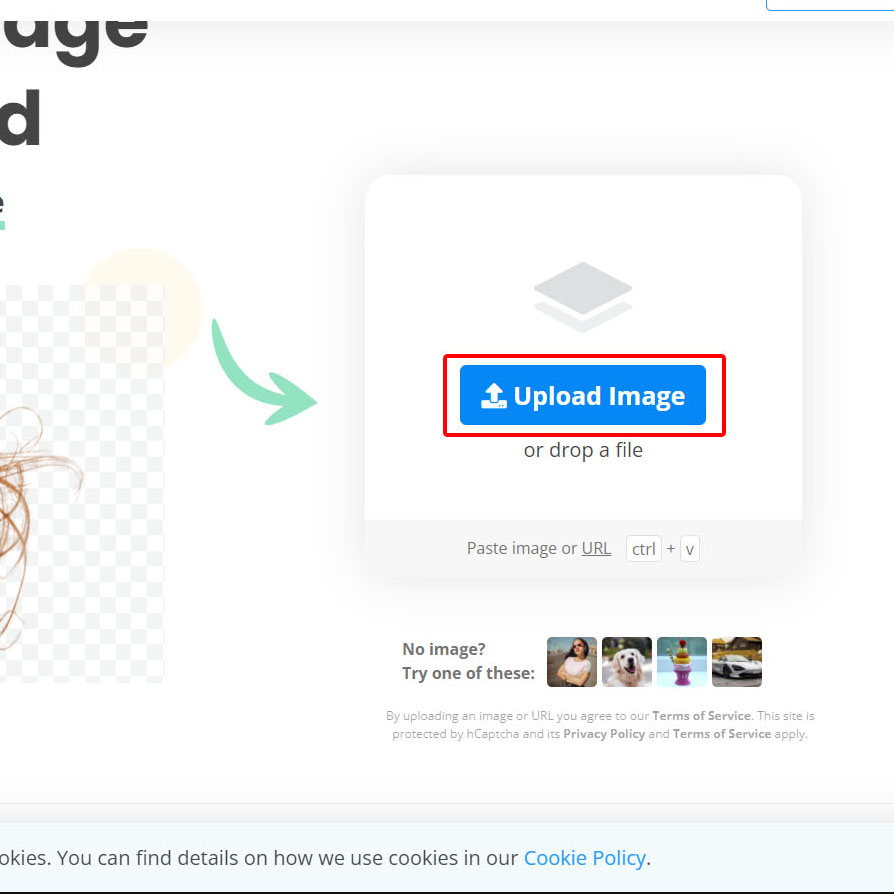 d
e
Upload Image
or drop a file
Paste image or URL ctrl + v
No image?
Try one of these:
By uploading an image or URL you agree to our Terms of Service. This site is
protected by hCaptcha and its Privacy Policy and Terms of Service apply.
okies. You can find details on how we use cookies in our Cookie Policy.